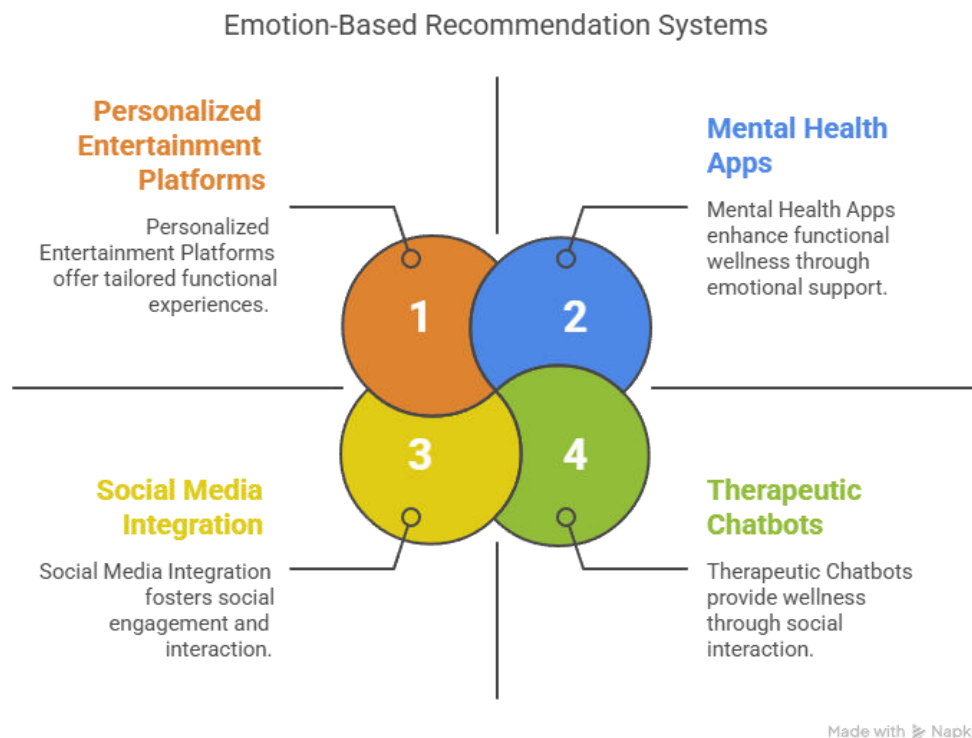 Emotion-Based Recommendation Systems
Personalized
Entertainment
Platforms
Personalized
Entertainment Platforms
offer tailored functional
experiences.
Mental Health
Apps
Mental Health Apps
enhance functional
wellness through
emotional support.
1
2
3
4
Social Media
Integration
Social Media Integration
fosters social
engagement and
interaction.
Therapeutic
Chatbots
Therapeutic Chatbots
provide wellness
through social
interaction.
Made with Napk